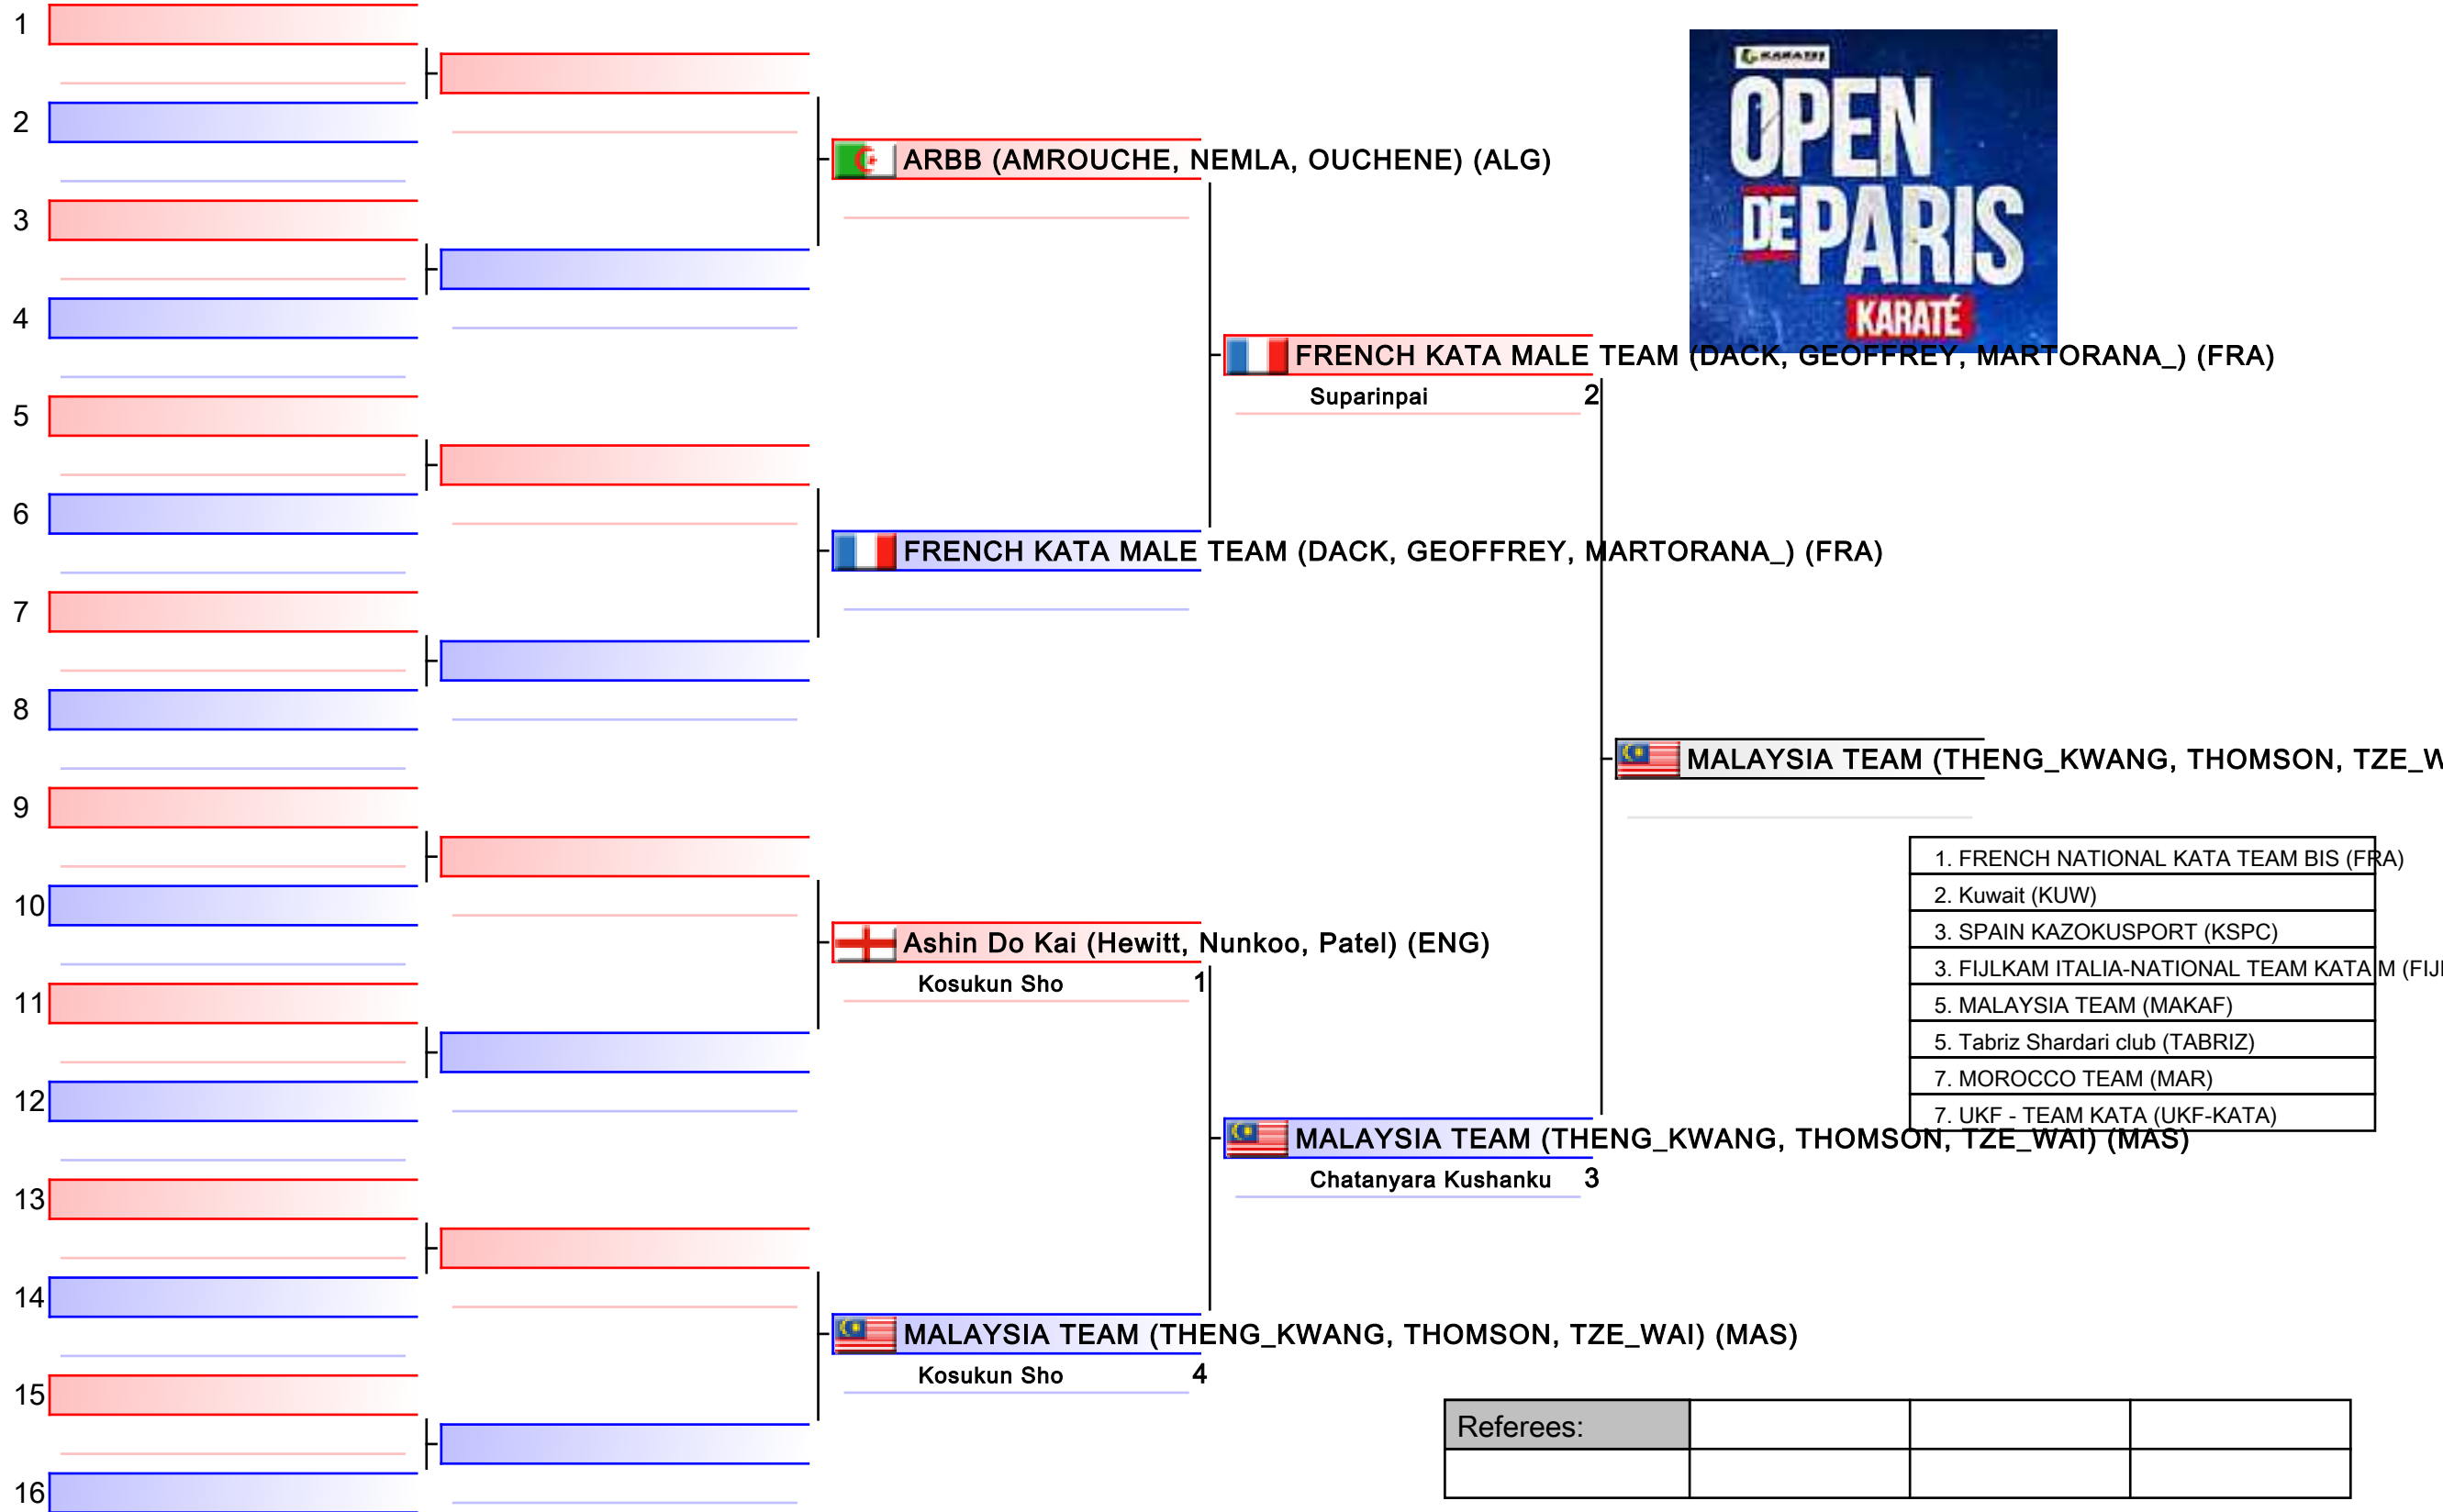 1
2
3
4
5
6
7
8
9
10
11
12
13
14
15
16
ARBB (AMROUCHE, NEMLA, OUCHENE) (ALG)
FRENCH KATA MALE TEAM (DACK, GEOFFREY, MARTORANA_) (FRA)
Ashin Do Kai (Hewitt, Nunkoo, Patel) (ENG)
Kosukun Sho 1
MALAYSIA TEAM (THENG_KWANG, THOMSON, TZE_WAI) (MAS)
Kosukun Sho 4
FRENCH KATA MALE TEAM (DACK, GEOFFREY, MARTORANA_) (FRA)
Suparinpai 2
MALAYSIA TEAM (THENG_KWANG, THOMSON, TZE_WAI) (MAS)
Chatanyara Kushanku 3
KARATE
OPEN
DE PARIS
KARATÉ
MALAYSIA TEAM (THENG_KWANG, THOMSON, TZE_W
1. FRENCH NATIONAL KATA TEAM BIS (FRA)
2. Kuwait (KUW)
3. SPAIN KAZOKUSPORT (KSPC)
3. FIJLKAM ITALIA-NATIONAL TEAM KATA M (FIJ
5. MALAYSIA TEAM (MAKAF)
5. Tabriz Shardari club (TABRIZ)
7. MOROCCO TEAM (MAR)
7. UKF - TEAM KATA (UKF-KATA)
Referees: